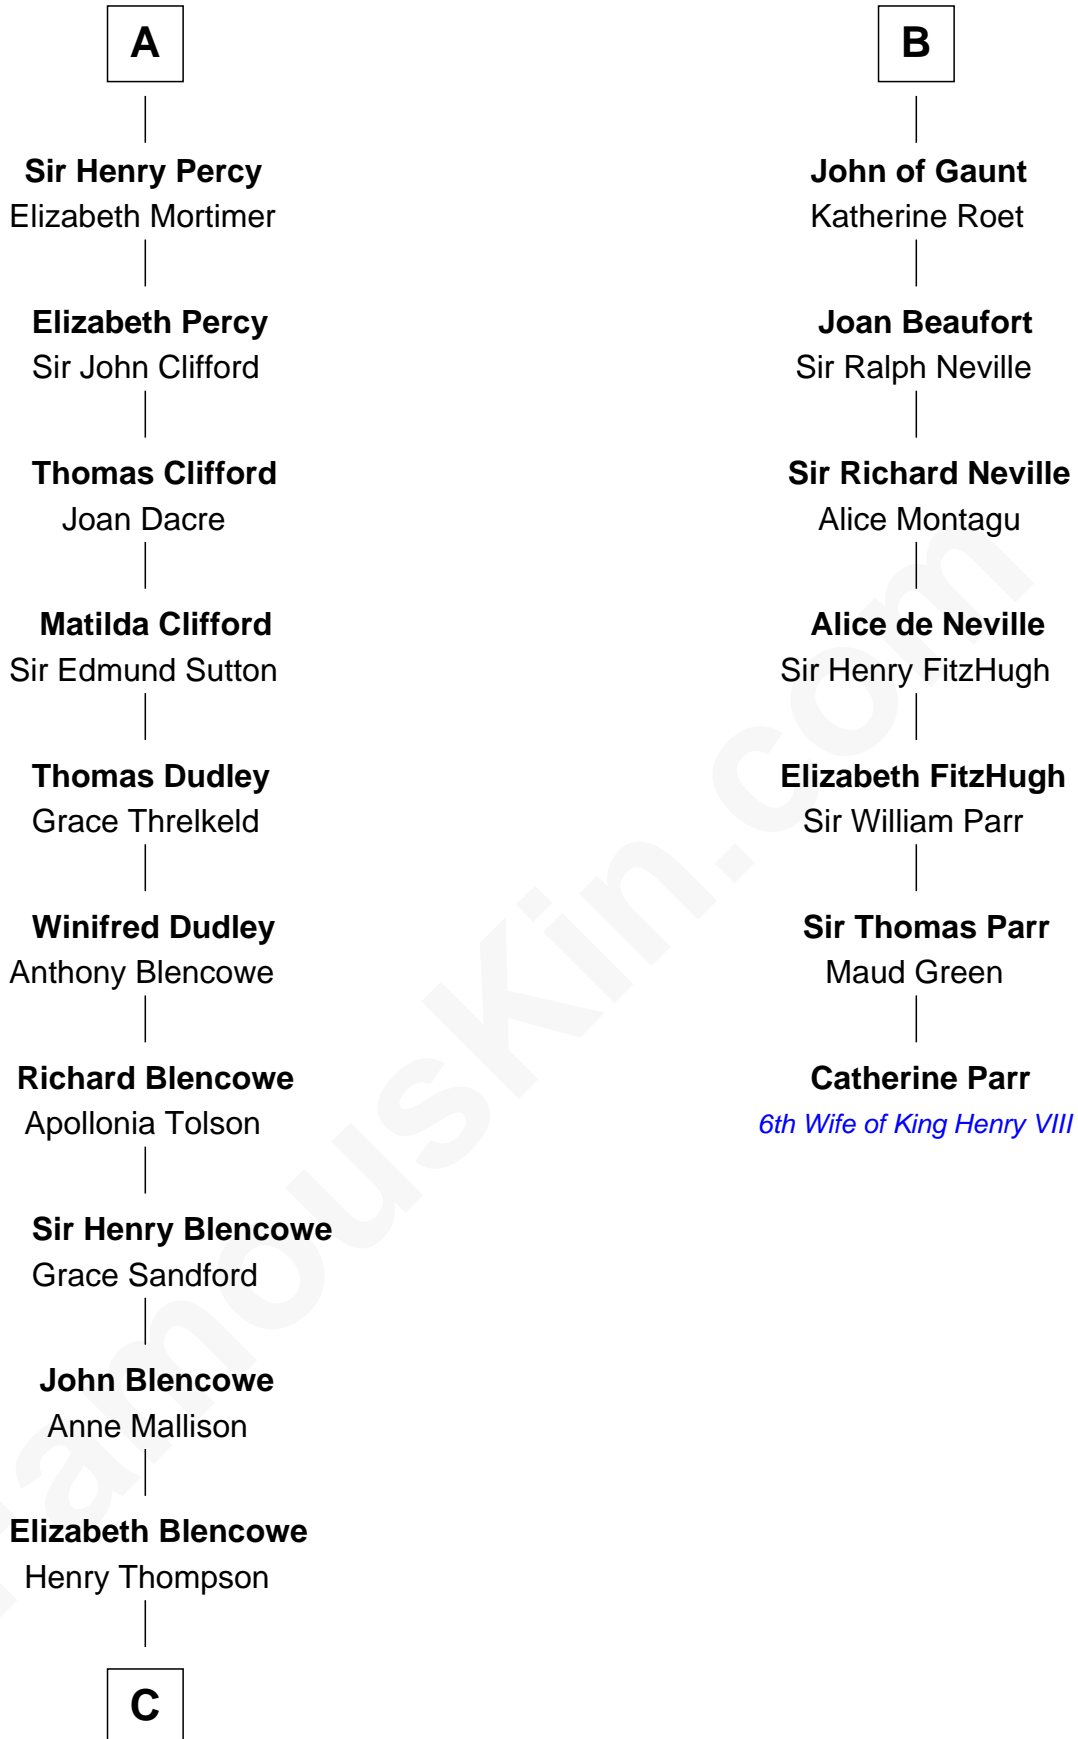 A
Sir Henry Percy
Elizabeth Mortimer
Elizabeth Percy
Sir John Clifford
Thomas Clifford
Joan Dacre
Matilda Clifford
Sir Edmund Sutton
Thomas Dudley
Grace Threlkeld
Winifred Dudley
Anthony Blencowe
Richard Blencowe
Apollonia Tolson
Sir Henry Blencowe
Grace Sandford
John Blencowe
Anne Mallison
Elizabeth Blencowe
Henry Thompson
C
B
John of Gaunt
Katherine Roet
Joan Beaufort
Sir Ralph Neville
Sir Richard Neville
Alice Montagu
Alice de Neville
Sir Henry FitzHugh
Elizabeth FitzHugh
Sir William Parr
Sir Thomas Parr
Maud Green
Catherine Parr
6th Wife of King Henry VIII
FamousKin.com